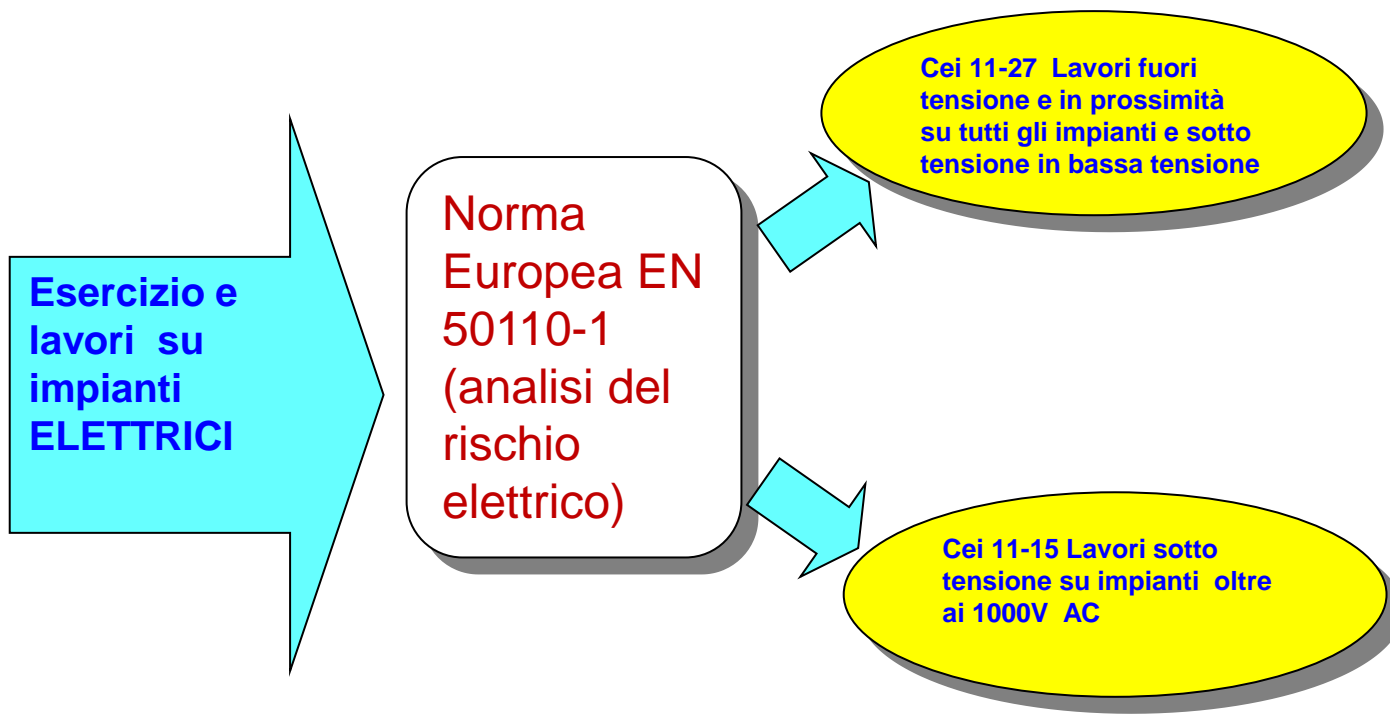 Esercizio e
lavori su
impianti
ELETTRICI
Norma
Europea EN
50110-1
(analisi del
rischio
elettrico)
Cei 11-27 Lavori fuori
tensione e in prossimità
su tutti gli impianti e sotto
tensione in bassa tensione
Cei 11-15 Lavori sotto
tensione su impianti oltre
ai 1000V AC